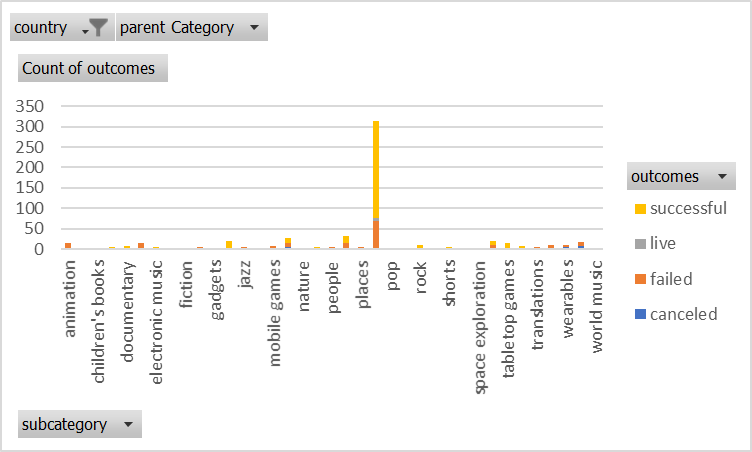 country parent Category
Count of outcomes
350
300
250
200
150
100
50
0
animation
children's books
documentary
electronic music
fiction
gadgets
jazz
mobile games
nature
people
places
pop
rock
shorts
space exploration
tabletop games
translations
wearables
world music
outcomes
successful
live
failed
canceled
subcategory